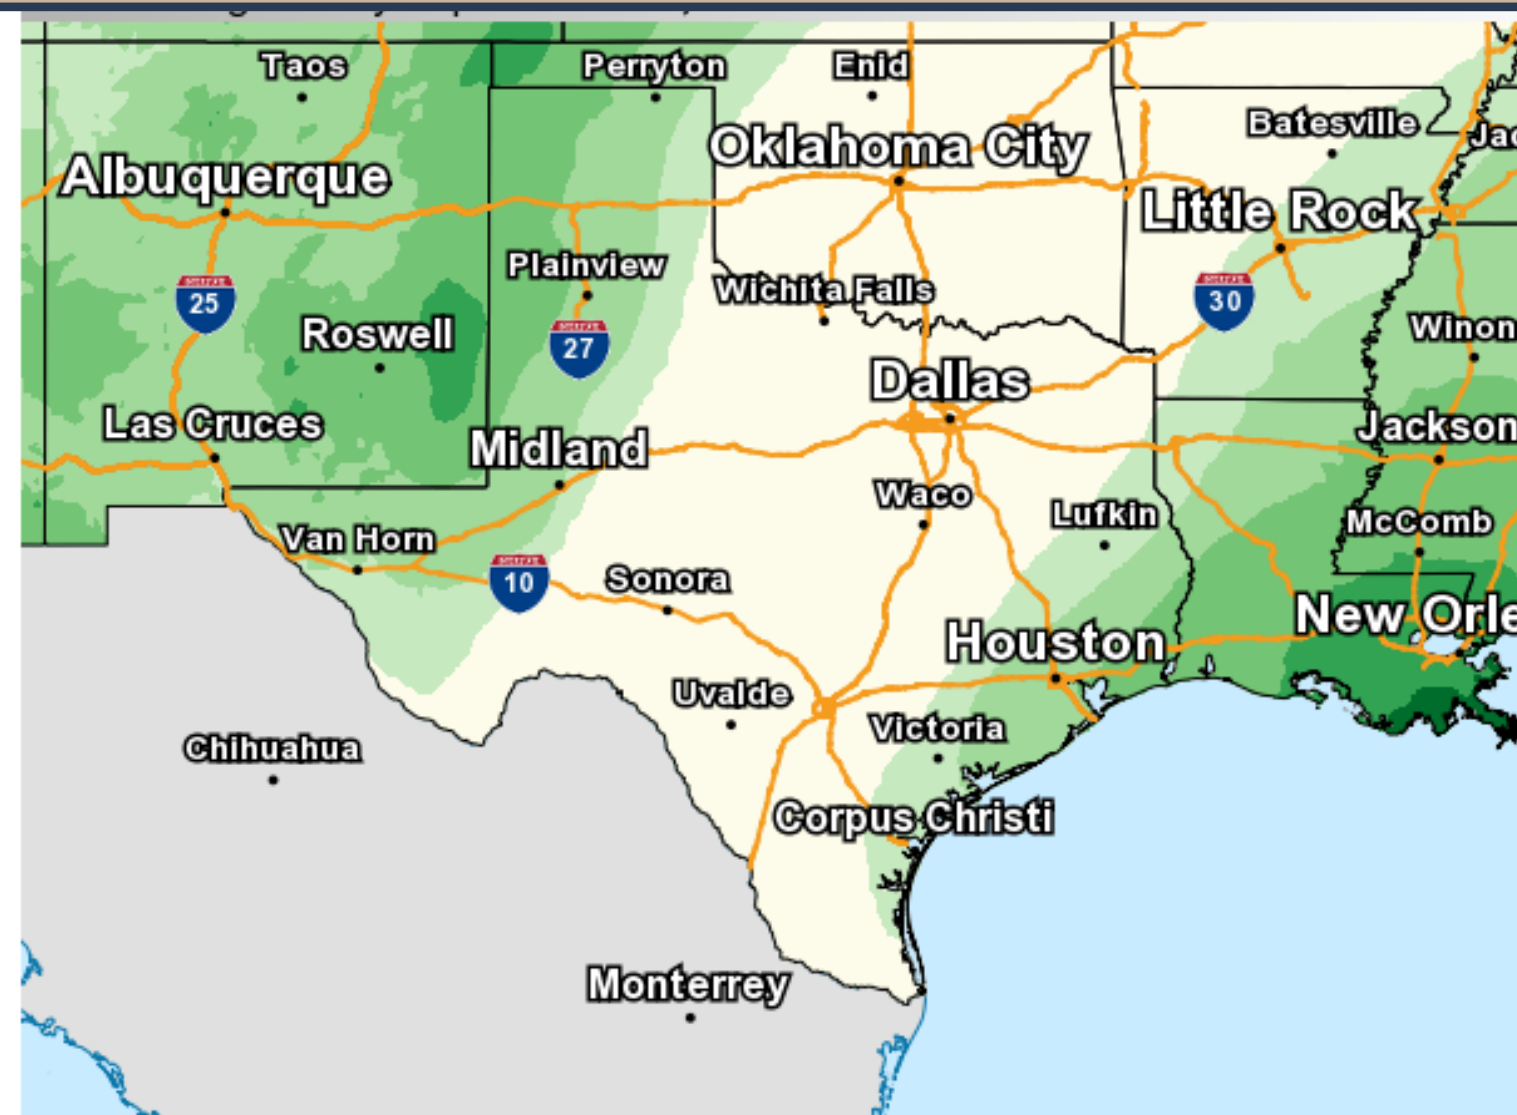 Taos
Perryton
Enid
Batesville
Oklahoma City
Albuquerque
Little Rock
Plainview
Wichita Falls
25
30
Roswell
27
Winon
Dallas
Las Cruces
Jackson
Midland
Waco
Lufkin
McComb
Van Horn
10
Sonora
New Orle
Houston
Uvalde
Victoria
Chihuahua
Corpus Christi
Monterrey